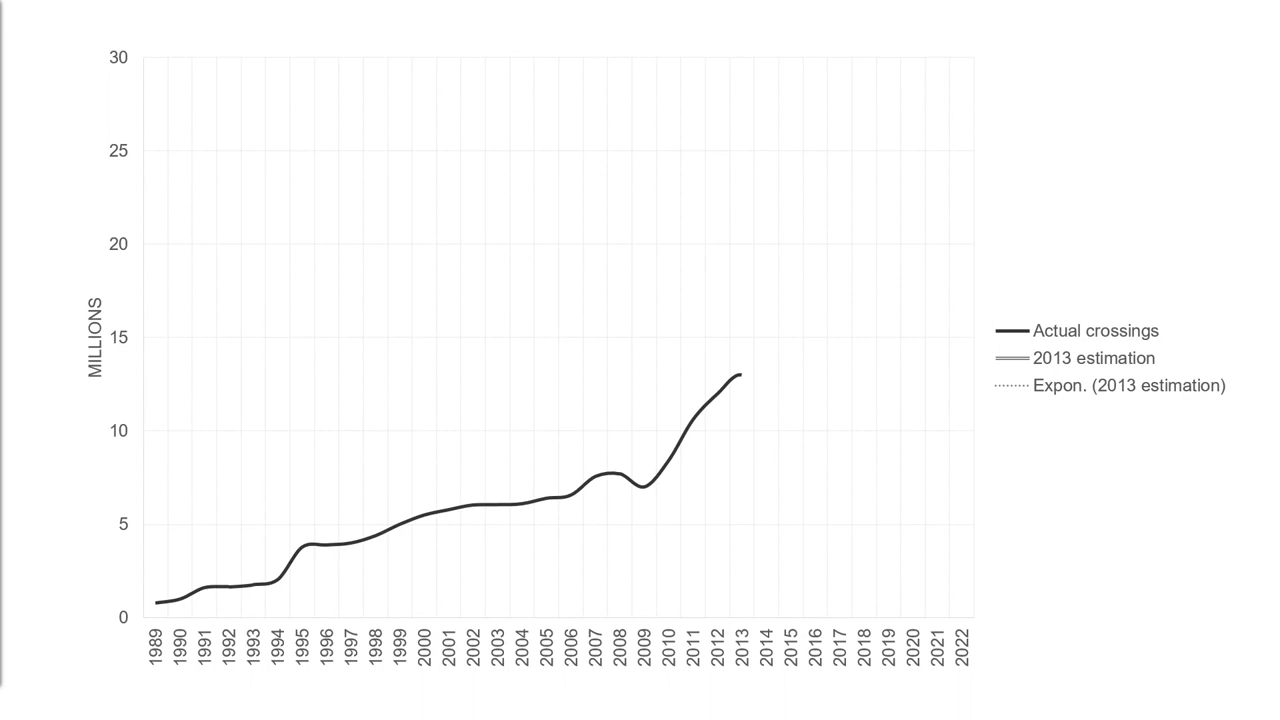 30
25
20
15
10
5
0
MILLIONS
1989 1990 1991 1992 1993 1994 1995 1996 1997 1998 1999 2000 2001 2002 2003 2004 2005 2006 2007 2008 2009 2010 2011 2012 2013 2014 2015 2016 2017 2018 2019 2020 2021 2022
Actual crossings
2013 estimation
Expon. (2013 estimation)